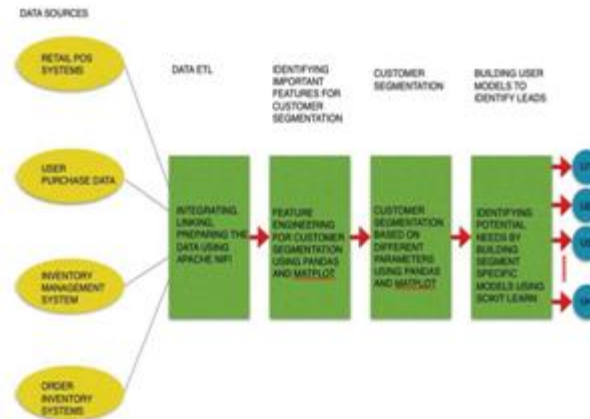 DATA SOURCES
RETAIL POS
SYSTEMS
USER
PURCHASE DATA
INVENTORY
MANAGEMENT
SYSTEM
ORDER
INVENTORY
SYSTEMS
DATA ETL
INTEGRATING,
LINKING,
PREPARING THE
DATA USING
APACHE NIFI
IDENTIFYING
IMPORTANT
FEATURES FOR
CUSTOMER
SEGMENTATION
FEATURE
ENGINEERING
FOR CUSTOMER
SEGMENTATION
USING PANDAS
AND MATPLOT
CUSTOMER
SEGMENTATION
CUSTOMER
SEGMENTATION
BASED ON
DIFFERENT
PARAMETERS
USING PANDAS
AND MATPLOT
BUILDING USER
MODELS TO
IDENTIFY LEADS
IDENTIFYING
POTENTIAL
NEEDS BY
BUILDING
SEGMENT
SPECIFIC
MODELS USING
SCIKIT LEARN